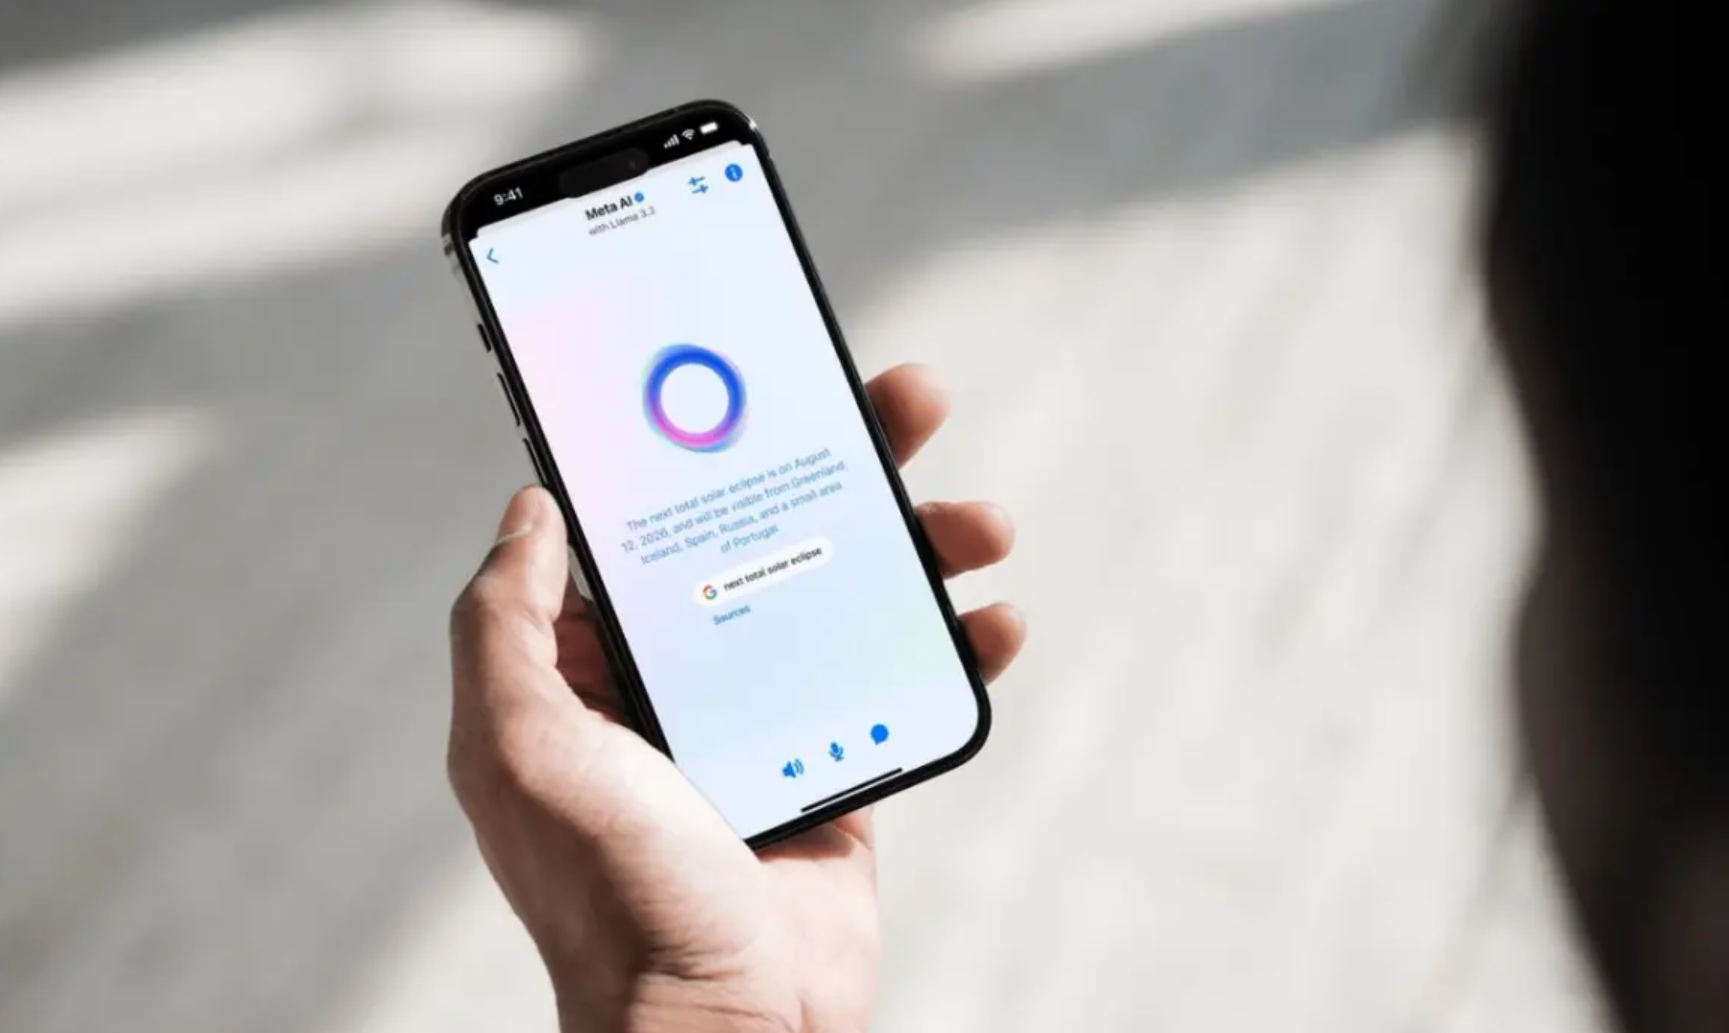 9:41
Meta AI
with Llama 3.2
The next total solar eclipse is on August
12, 2026, and will be visible from Greenland,
Iceland, Spain, Russia, and a small area
of Portugal.
next total solar eclipse
Sources